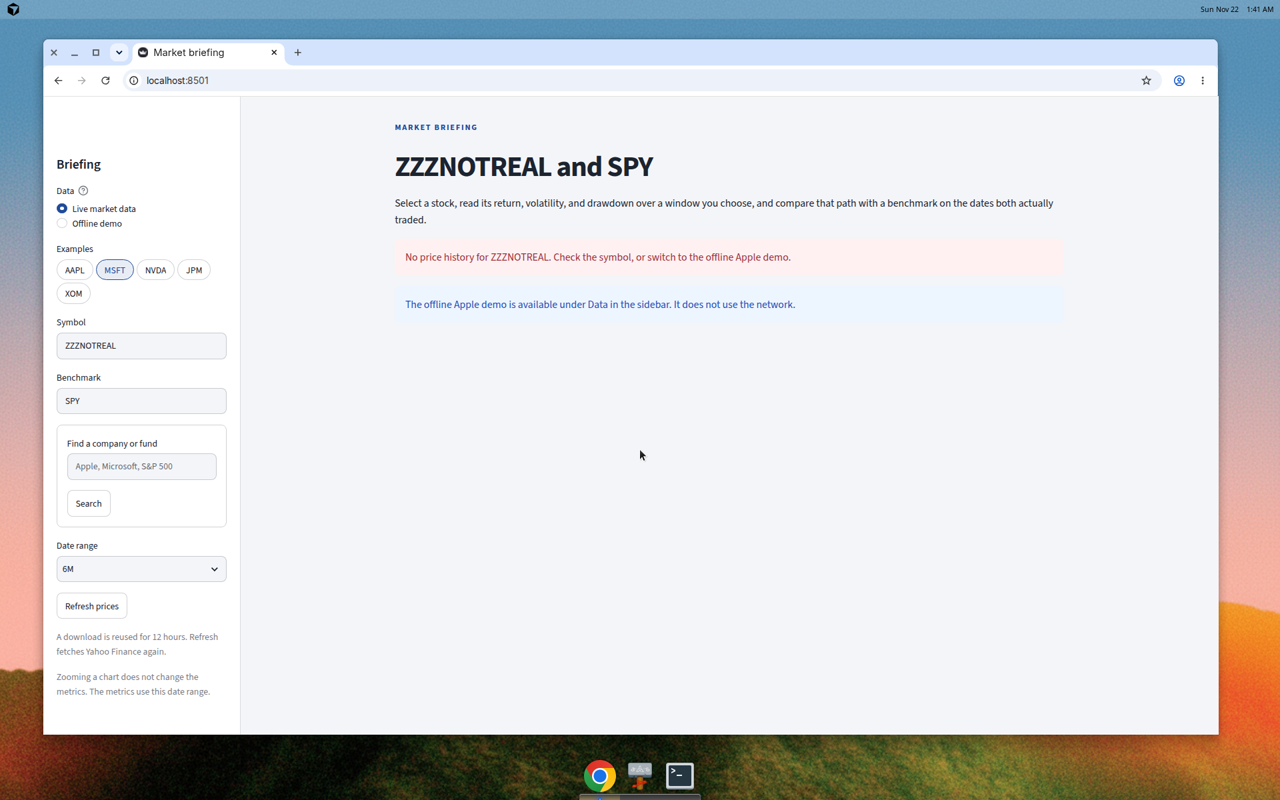 Sun Nov 22 1:41 AM
Market briefing
localhost:8501
Briefing
Data
Live market data
Offline demo
Examples
AAPL MSFT NVDA JPM
XOM
Symbol
ZZZNOTREAL
Benchmark
SPY
Find a company or fund
Apple, Microsoft, S&P 500
Search
Date range
6M
Refresh prices
A download is reused for 12 hours. Refresh
fetches Yahoo Finance again.
Zooming a chart does not change the
metrics. The metrics use this date range.
MARKET BRIEFING
ZZZNOTREAL and SPY
Select a stock, read its return, volatility, and drawdown over a window you choose, and compare that path with a benchmark on the dates both actually
traded.
No price history for ZZZNOTREAL. Check the symbol, or switch to the offline Apple demo.
The offline Apple demo is available under Data in the sidebar. It does not use the network.